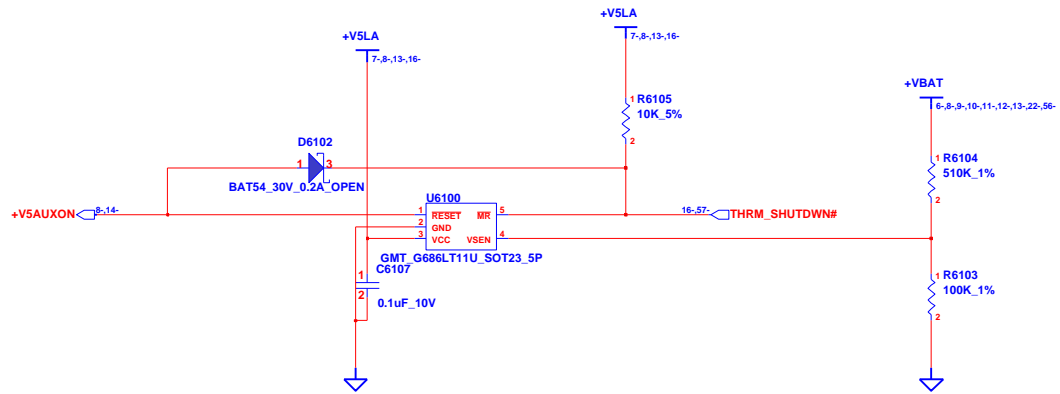 +V5LA
7-,8-,13-,16-
+V5LA
7-,8-,13-,16-
+VBAT
6-,8-,9-,10-,11-,12-,13-,22-,56-
1
R6105
10K_5%
2
D6102
1
3
BAT54_30V_0.2A_OPEN
1
R6104
510K_1%
2
+V5AUXON
8-,14-
U6100
1
RESET
MR
5
2
GND
3
VCC
VSEN
4
16-,57-
THRM_SHUTDWN#
GMT_G686LT11U_SOT23_5P
C6107
1
2
0.1uF_10V
1
R6103
100K_1%
2